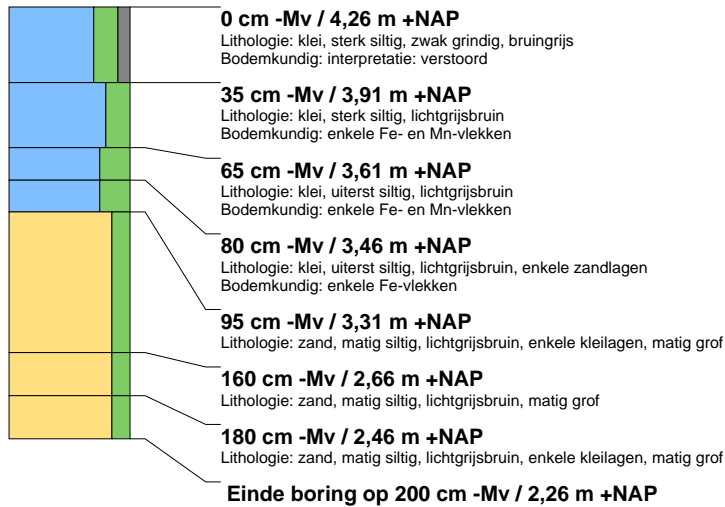 0 cm -Mv / 4,26 m +NAP
Lithologie: klei, sterk siltig, zwak grindig, bruingrijs
Bodemkundig: interpretatie: verstoord
35 cm -Mv / 3,91 m +NAP
Lithologie: klei, sterk siltig, lichtgrijsbruin
Bodemkundig: enkele Fe- en Mn-vlekken
65 cm -Mv / 3,61 m +NAP
Lithologie: klei, uiterst siltig, lichtgrijsbruin
Bodemkundig: enkele Fe- en Mn-vlekken
80 cm -Mv / 3,46 m +NAP
Lithologie: klei, uiterst siltig, lichtgrijsbruin, enkele zandlagen
Bodemkundig: enkele Fe-vlekken
95 cm -Mv / 3,31 m +NAP
Lithologie: zand, matig siltig, lichtgrijsbruin, enkele kleilagen, matig grof
160 cm -Mv / 2,66 m +NAP
Lithologie: zand, matig siltig, lichtgrijsbruin, matig grof
180 cm -Mv / 2,46 m +NAP
Lithologie: zand, matig siltig, lichtgrijsbruin, enkele kleilagen, matig grof
Einde boring op 200 cm -Mv / 2,26 m +NAP